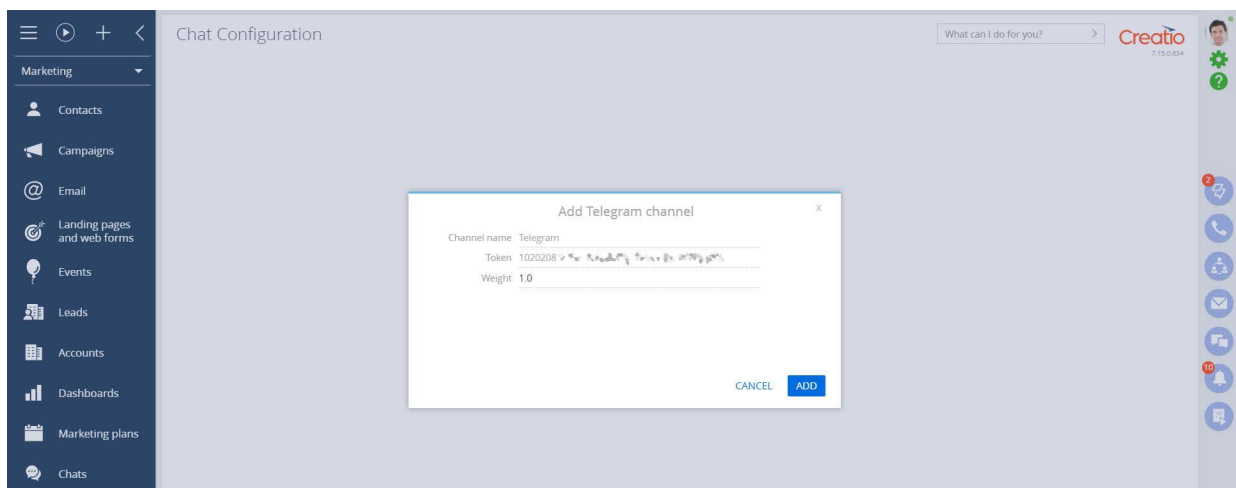 Chat Configuration
What can I do for you?
Creatio
7.15.0.634
Marketing
Contacts
Campaigns
Email
Landing pages
and web forms
Events
Leads
Accounts
Dashboards
Marketing plans
Chats
Add Telegram channel
X
Channel name Telegram
Token 1020208
Weight 1.0
CANCEL ADD
2
10